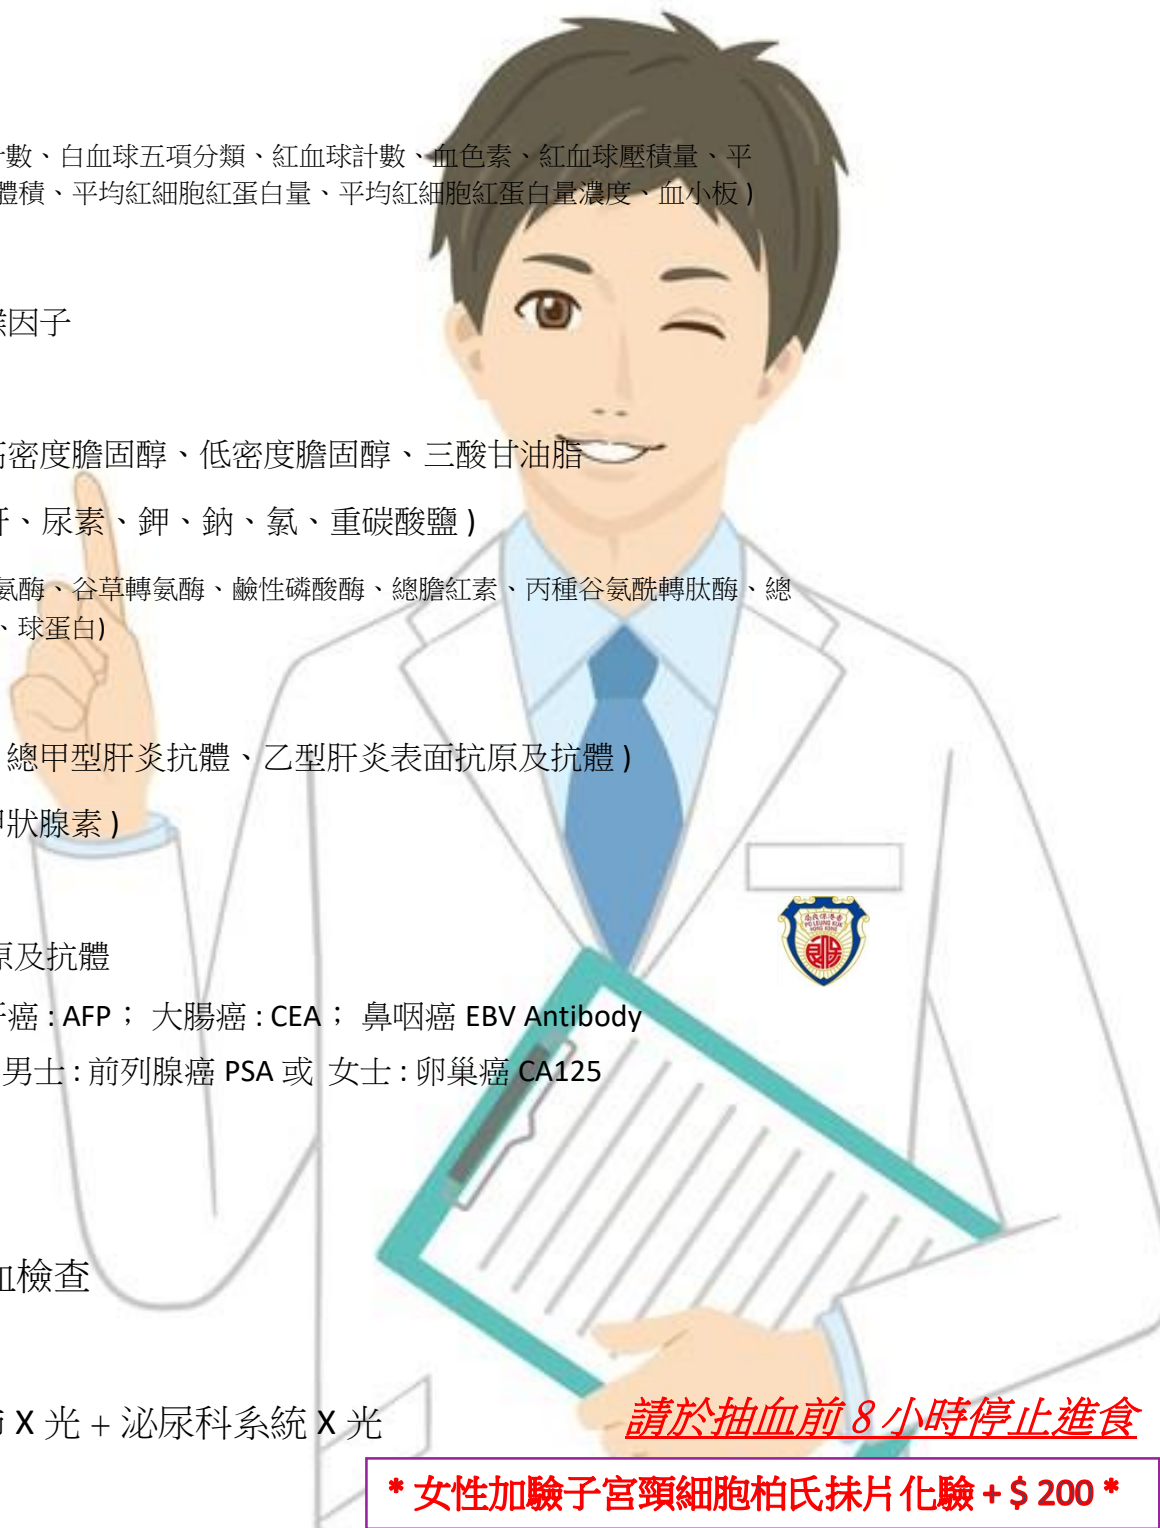 數、白血球五項分類、紅血球計數、血色素、紅血球壓積量、平
體積、平均紅細胞紅蛋白量、平均紅細胞紅蛋白量濃度、血小板 )
因子
密度膽固醇、低密度膽固醇、三酸甘油脂
、尿素、鉀、鈉、氯、重碳酸鹽 )
氨酶、谷草轉氨酶、鹼性磷酸酶、總膽紅素、丙種谷氨酰轉肽酶、總
、球蛋白)
總甲型肝炎抗體、乙型肝炎表面抗原及抗體 )
狀腺素 )
南良保港香
PO LEUNG KUK
HONG KONG
原及抗體
癌 : AFP ； 大腸癌 : CEA ； 鼻咽癌 EBV Antibody
男士 : 前列腺癌 PSA 或 女士 : 卵巢癌 CA125
檢查
X 光 + 泌尿科系統 X 光
請於抽血前 8 小時停止進食
* 女性加驗子宮頸細胞柏氏抹片化驗 + $ 200 *